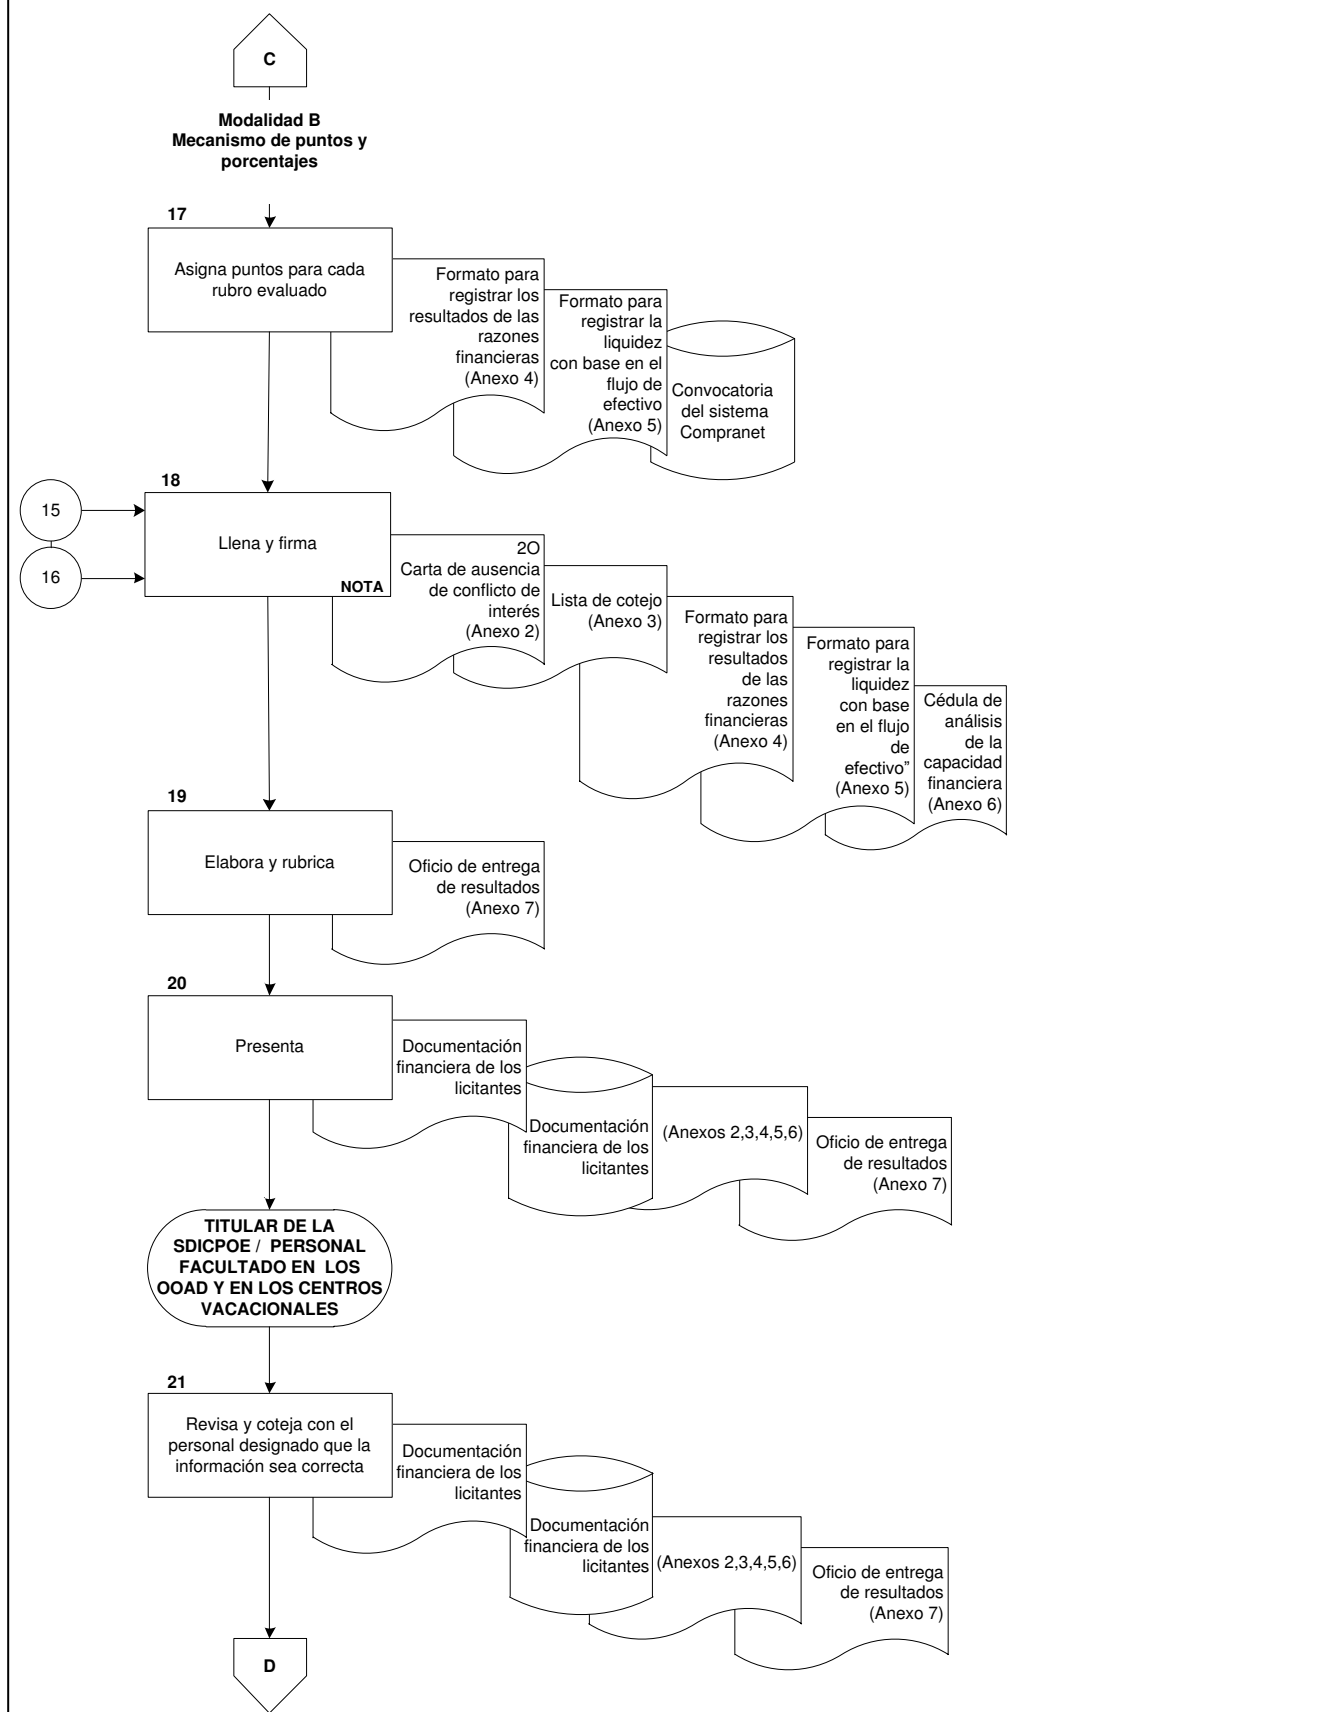 C
Modalidad B
Mecanismo de puntos y
porcentajes
17
Asigna puntos para cada
rubro evaluado
Formato para
registrar los
resultados de las
razones
financieras
(Anexo 4)
Formato para
registrar la
liquidez
con base en el
flujo de
efectivo
(Anexo 5)
Convocatoria
del sistema
Compranet
15
16
18
Llena y firma
NOTA
2O
Carta de ausencia
de conflicto de
interés
(Anexo 2)
Lista de cotejo
(Anexo 3)
Formato para
registrar los
resultados
de las
razones
financieras
(Anexo 4)
Formato para
registrar la
liquidez
con base
en el flujo
de
efectivo”
(Anexo 5)
Cédula de
análisis
de la
capacidad
financiera
(Anexo 6)
19
Elabora y rubrica
Oficio de entrega
de resultados
(Anexo 7)
20
Presenta
Documentación
financiera de los
licitantes
Documentación
financiera de los
licitantes
(Anexos 2,3,4,5,6)
Oficio de entrega
de resultados
(Anexo 7)
TITULAR DE LA
SDICPOE / PERSONAL
FACULTADO EN LOS
OOAD Y EN LOS CENTROS
VACACIONALES
21
Revisa y coteja con el
personal designado que la
información sea correcta
Documentación
financiera de los
licitantes
Documentación
financiera de los
licitantes
(Anexos 2,3,4,5,6)
Oficio de entrega
de resultados
(Anexo 7)
D